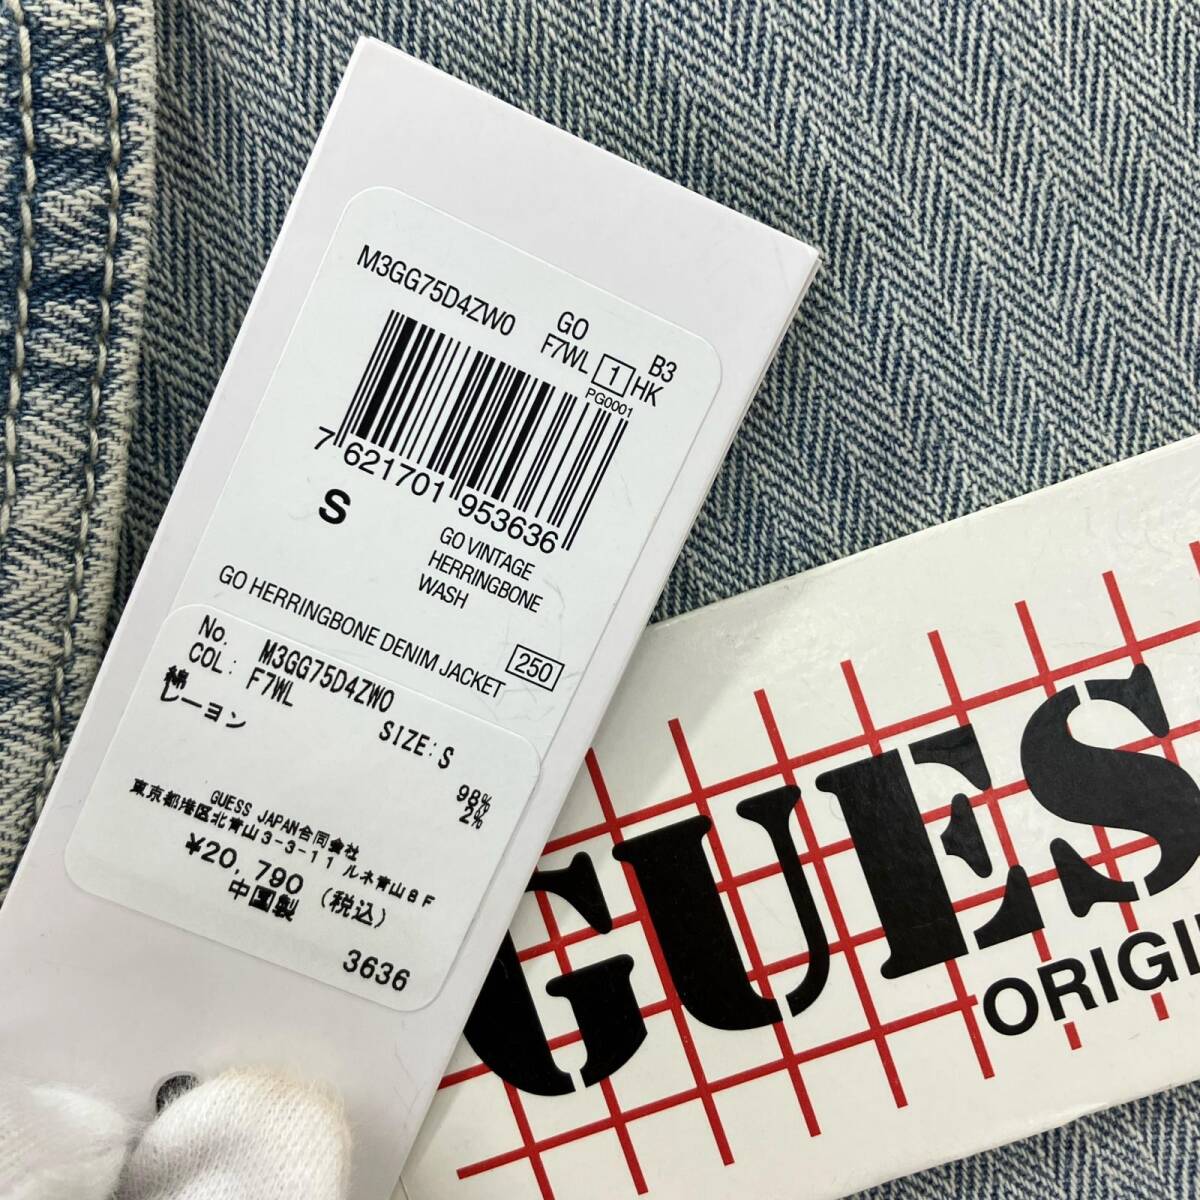 M3GG75D4ZW0 GO B3
F7WL 1 HK
PG0001
7 621701 953636
S
GO VINTAGE
HERRINGBONE
WASH
GO HERRINGBONE DENIM JACKET 250
No. M3GG75D4ZW0
COL: F7WL SIZE:S
綿 98%
レーヨン 2%
GUESS JAPAN合同会社
東京都港区北青山3-3-11 ルネ青山8F
¥20,790 (税込)
中国製
3636
GUES
ORIGI